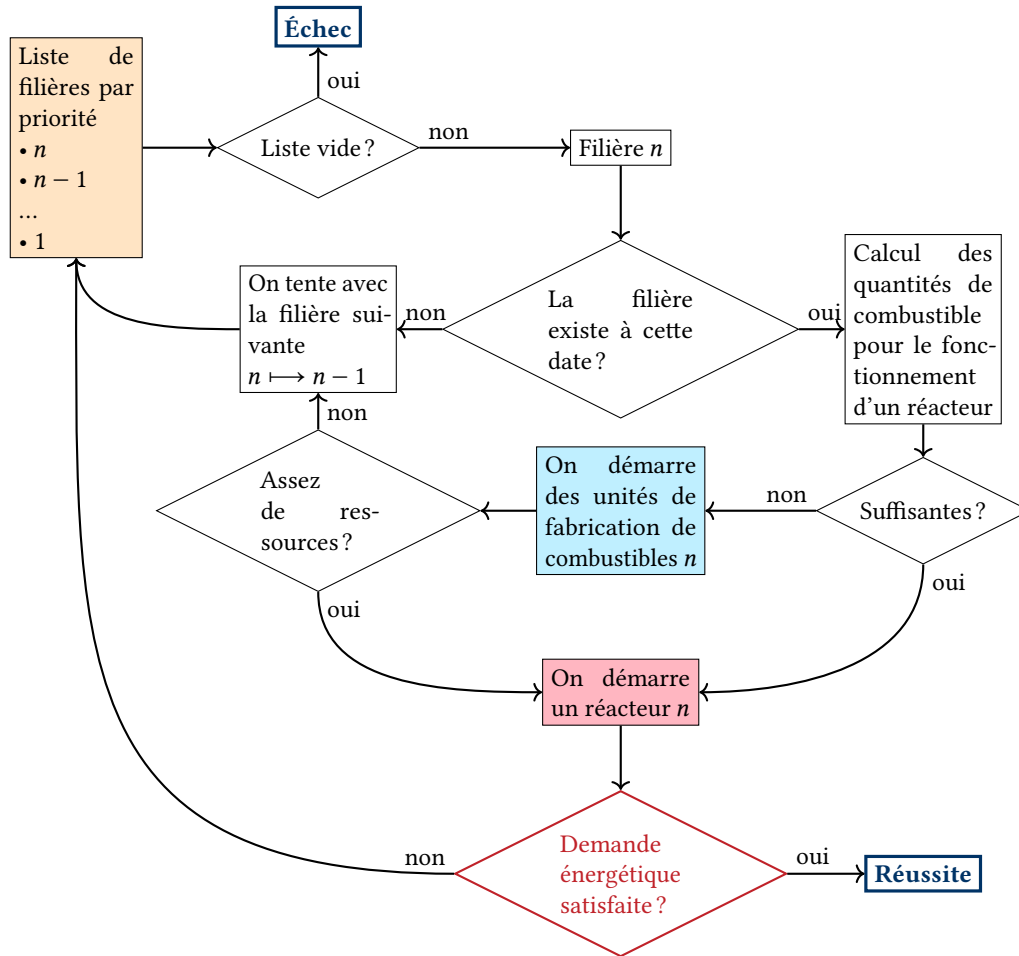 Échec
Liste de
filières par
priorité
• n
• n − 1
...
• 1
oui
Liste vide ?
non
Filière n
On tente avec
la filière sui-
vante
n ⟼ n − 1
non
La filière
existe à cette
date ?
oui
Calcul des
quantités de
combustible
pour le fonc-
tionnement
d'un réacteur
non
Assez
de res-
sources ?
On démarre
des unités de
fabrication de
combustibles n
non
Suffisantes ?
oui
oui
On démarre
un réacteur n
non
Demande
énergétique
satisfaite ?
oui
Réussite